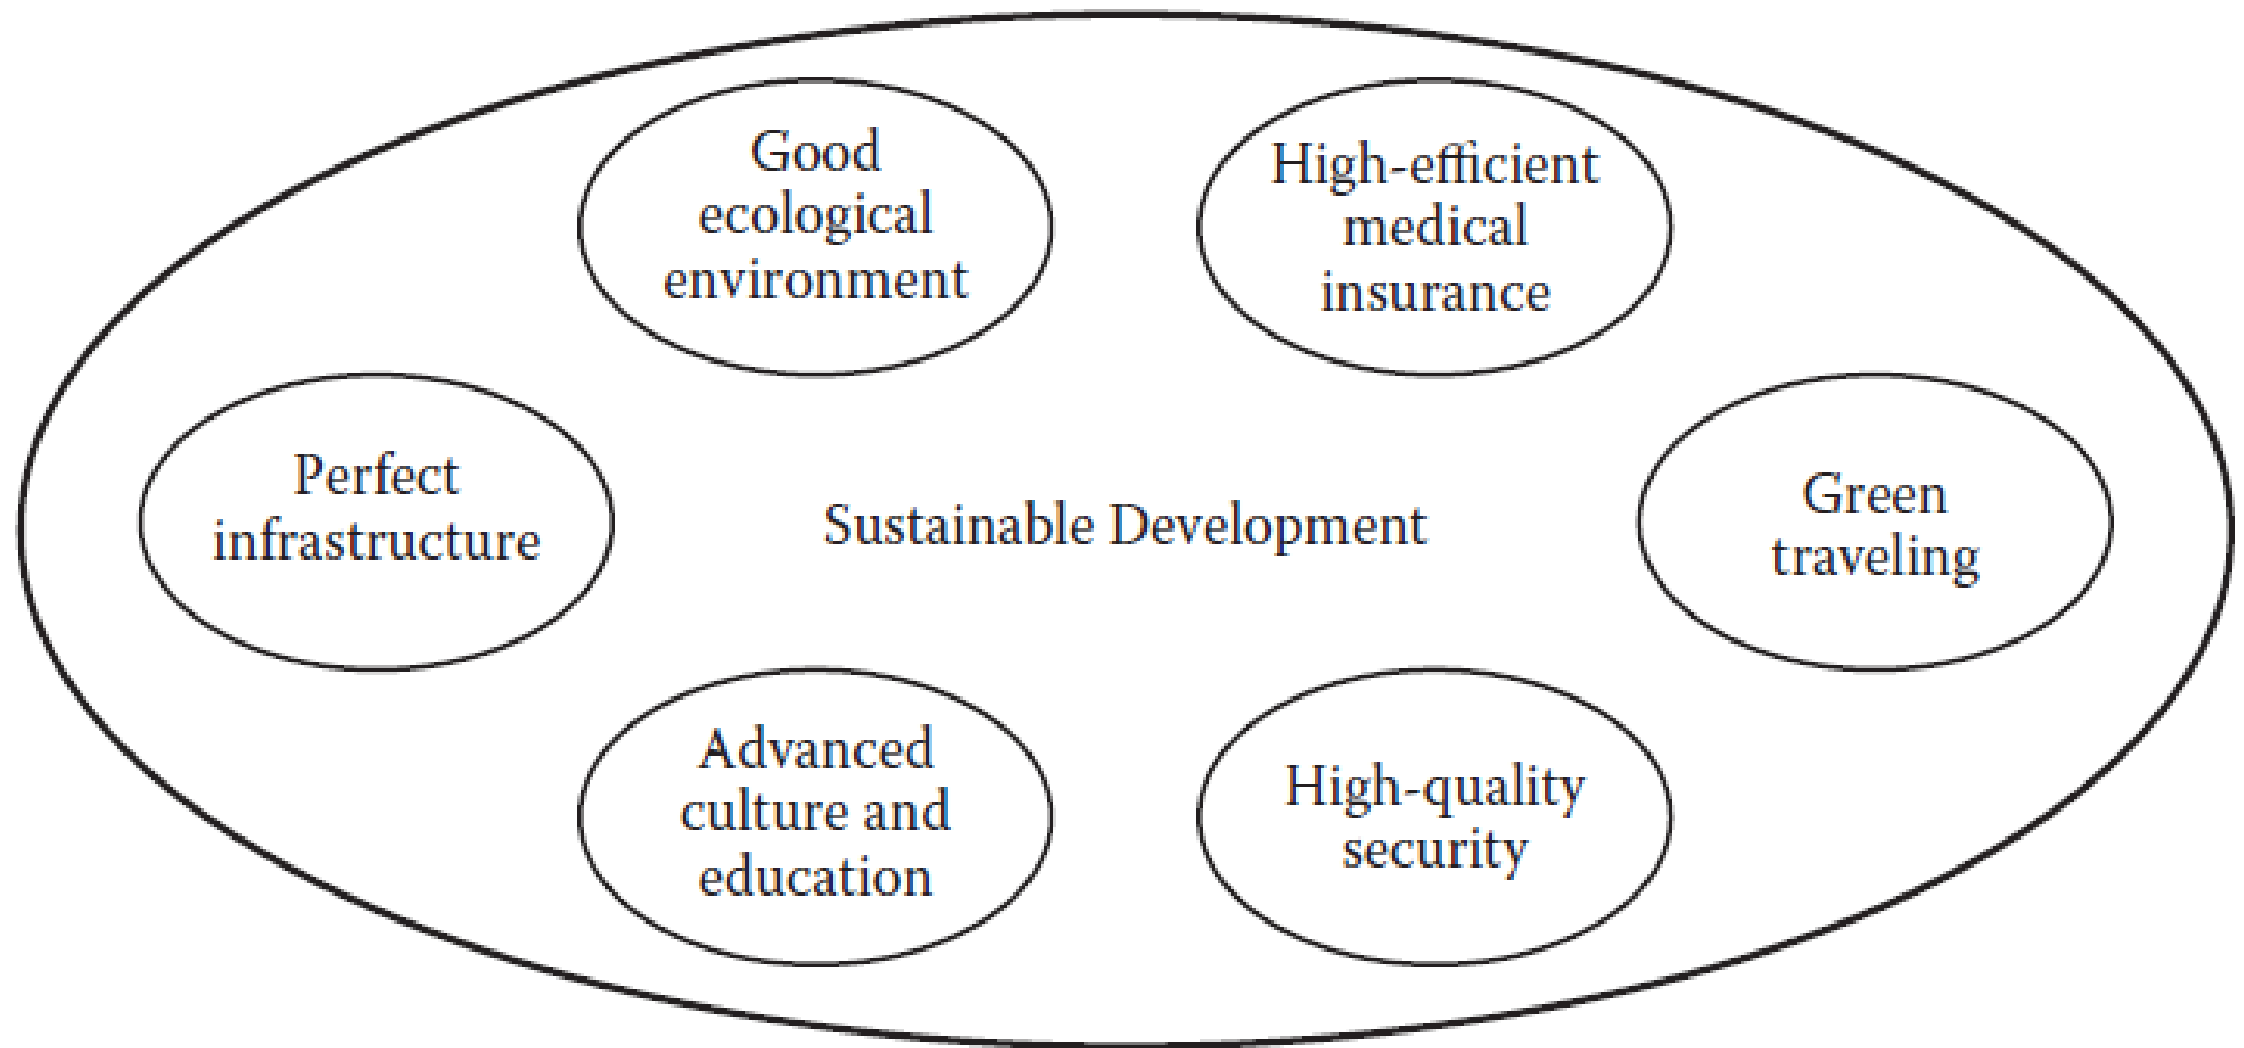 Good
ecological
environment
High-efficient
medical
insurance
Perfect
infrastructure
Sustainable Development
Green
traveling
Advanced
culture and
education
High-quality
security